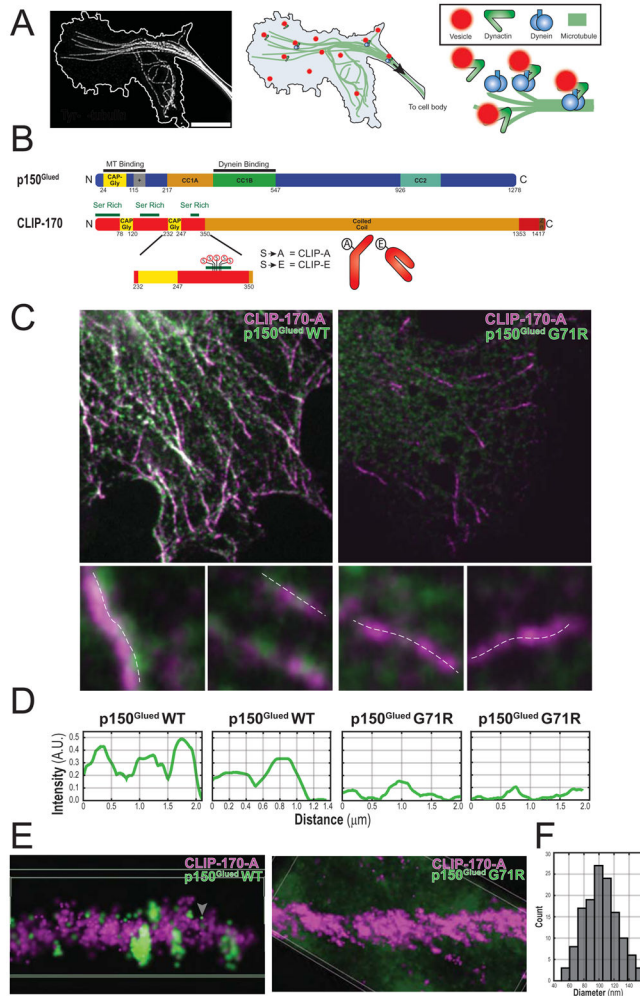 A
Tyr- -tubulin
To cell body
Vesicle
Dynactin
Dynein
Microtubule
B
MT Binding
Dynein Binding
p150Glued
N
CAP-
Gly
+
CC1A
CC1B
CC2
C
24
116
217
547
926
1278
Ser Rich
Ser Rich
Ser Rich
CLIP-170
N
CAP
Gly
CAP
Gly
Coiled
Coil
C
78
120
232
247
350
1353
1417
S S S S S
S→A = CLIP-A
S→E = CLIP-E
A
E
232
247
350
C
CLIP-170-A
p150Glued WT
CLIP-170-A
p150Glued G71R
D
p150Glued WT
p150Glued WT
p150Glued G71R
p150Glued G71R
Intensity (A.U.)
0.5
0.4
0.3
0.2
0.1
0.0
0 0.5 1.0 1.5 2.0
0 0.2 0.4 0.6 0.8 1.0 1.2 1.4
0 0.5 1.0 1.5 2.0
0 0.5 1.0 1.5 2.0
Distance (μm)
E
CLIP-170-A
p150Glued WT
CLIP-170-A
p150Glued G71R
F
Count
30
25
20
15
10
5
0
40 60 80 100 120 140
Diameter (nm)